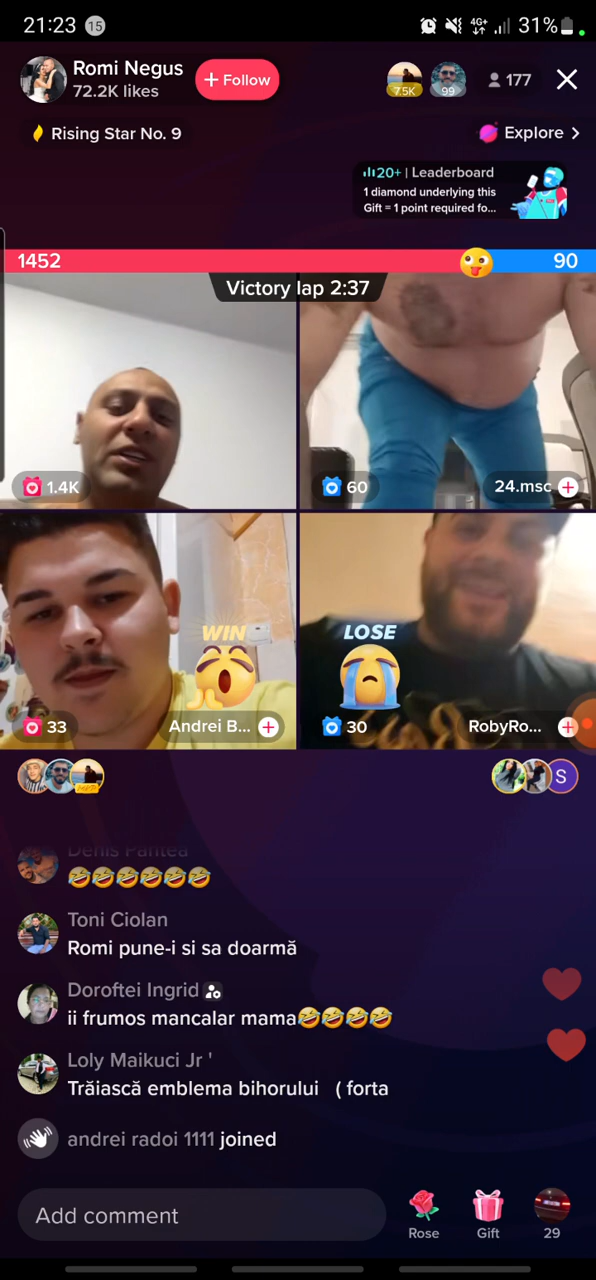 21:23 15 4G+ 31%
Romi Negus
72.2K likes
+ Follow
7.5K 99 177
Rising Star No. 9
Explore >
20+ | Leaderboard
1 diamond underlying this
Gift = 1 point required fo...
1452 90
Victory lap 2:37
1.4K
60 24.msc +
WIN
LOSE
33 Andrei B... +
30 RobyRo... +
S
Denis Pantea
🤣🤣🤣🤣🤣🤣
Toni Ciolan
Romi pune-i si sa doarmă
Doroftei Ingrid
ii frumos mancalar mama🤣🤣🤣🤣
Loly Maikuci Jr '
Trăiască emblema bihorului ( forta
andrei radoi 1111 joined
Add comment
Rose Gift 29